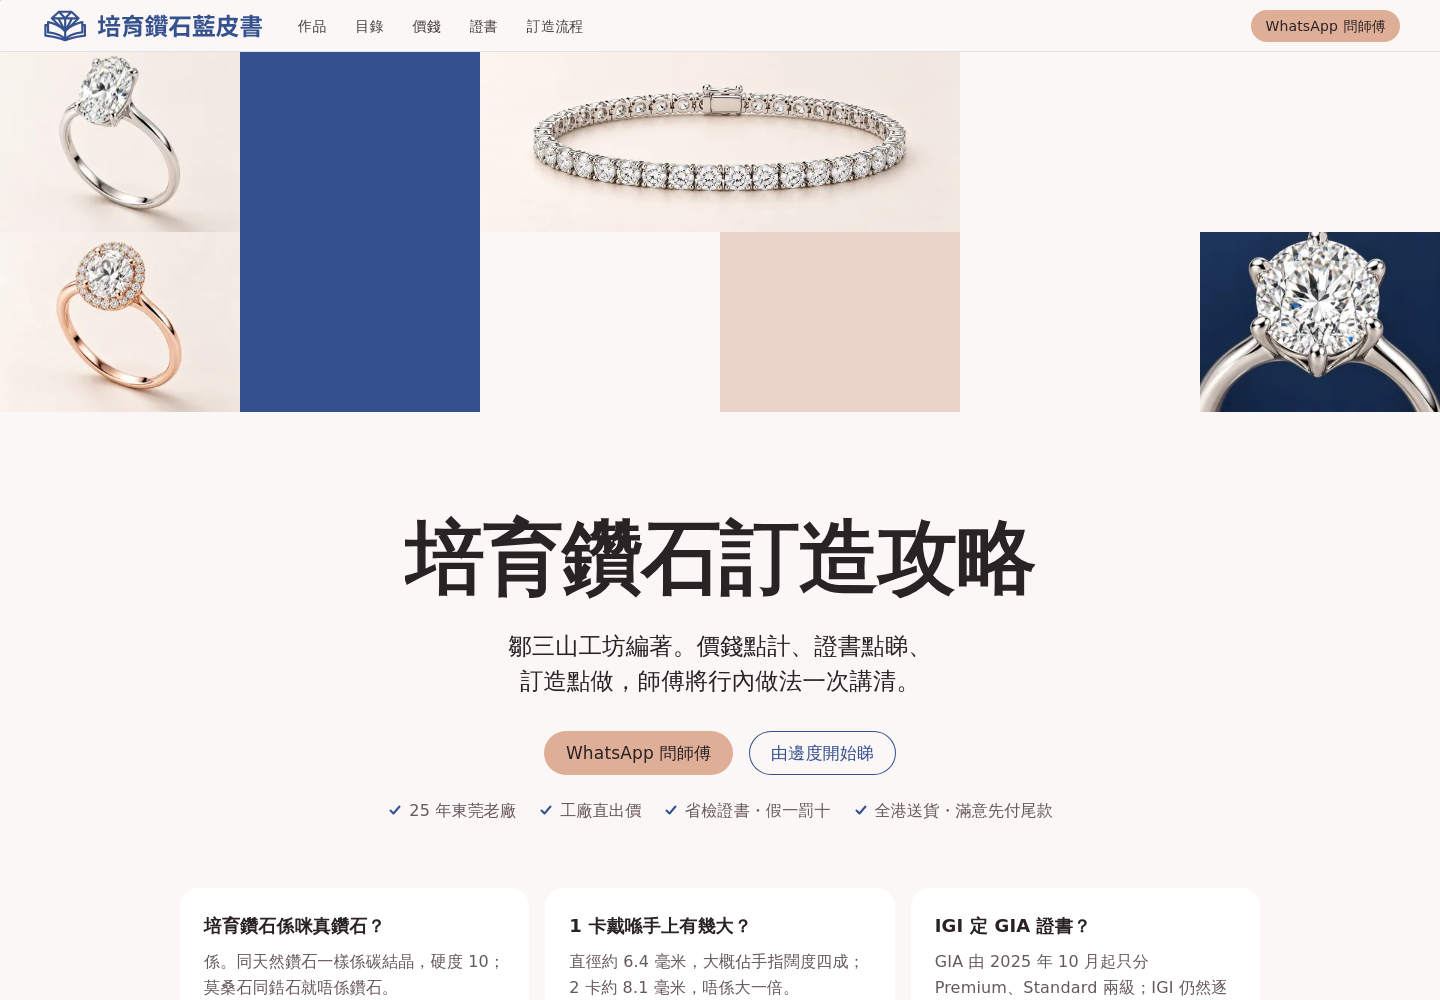 培育鑽石藍皮書
作品
目錄
價錢
證書
訂造流程
WhatsApp 問師傅
培育鑽石訂造攻略
鄒三山工坊編著。價錢點計、證書點睇、
訂造點做，師傅將行內做法一次講清。
WhatsApp 問師傅
由邊度開始睇
25 年東莞老廠
工廠直出價
省檢證書・假一罰十
全港送貨・滿意先付尾款
培育鑽石係咪真鑽石？
係。同天然鑽石一樣係碳結晶，硬度 10；
莫桑石同鋯石就唔係鑽石。
1 卡戴喺手上有幾大？
直徑約 6.4 毫米，大概佔手指闊度四成；
2 卡約 8.1 毫米，唔係大一倍。
IGI 定 GIA 證書？
GIA 由 2025 年 10 月起只分
Premium、Standard 兩級；IGI 仍然逐